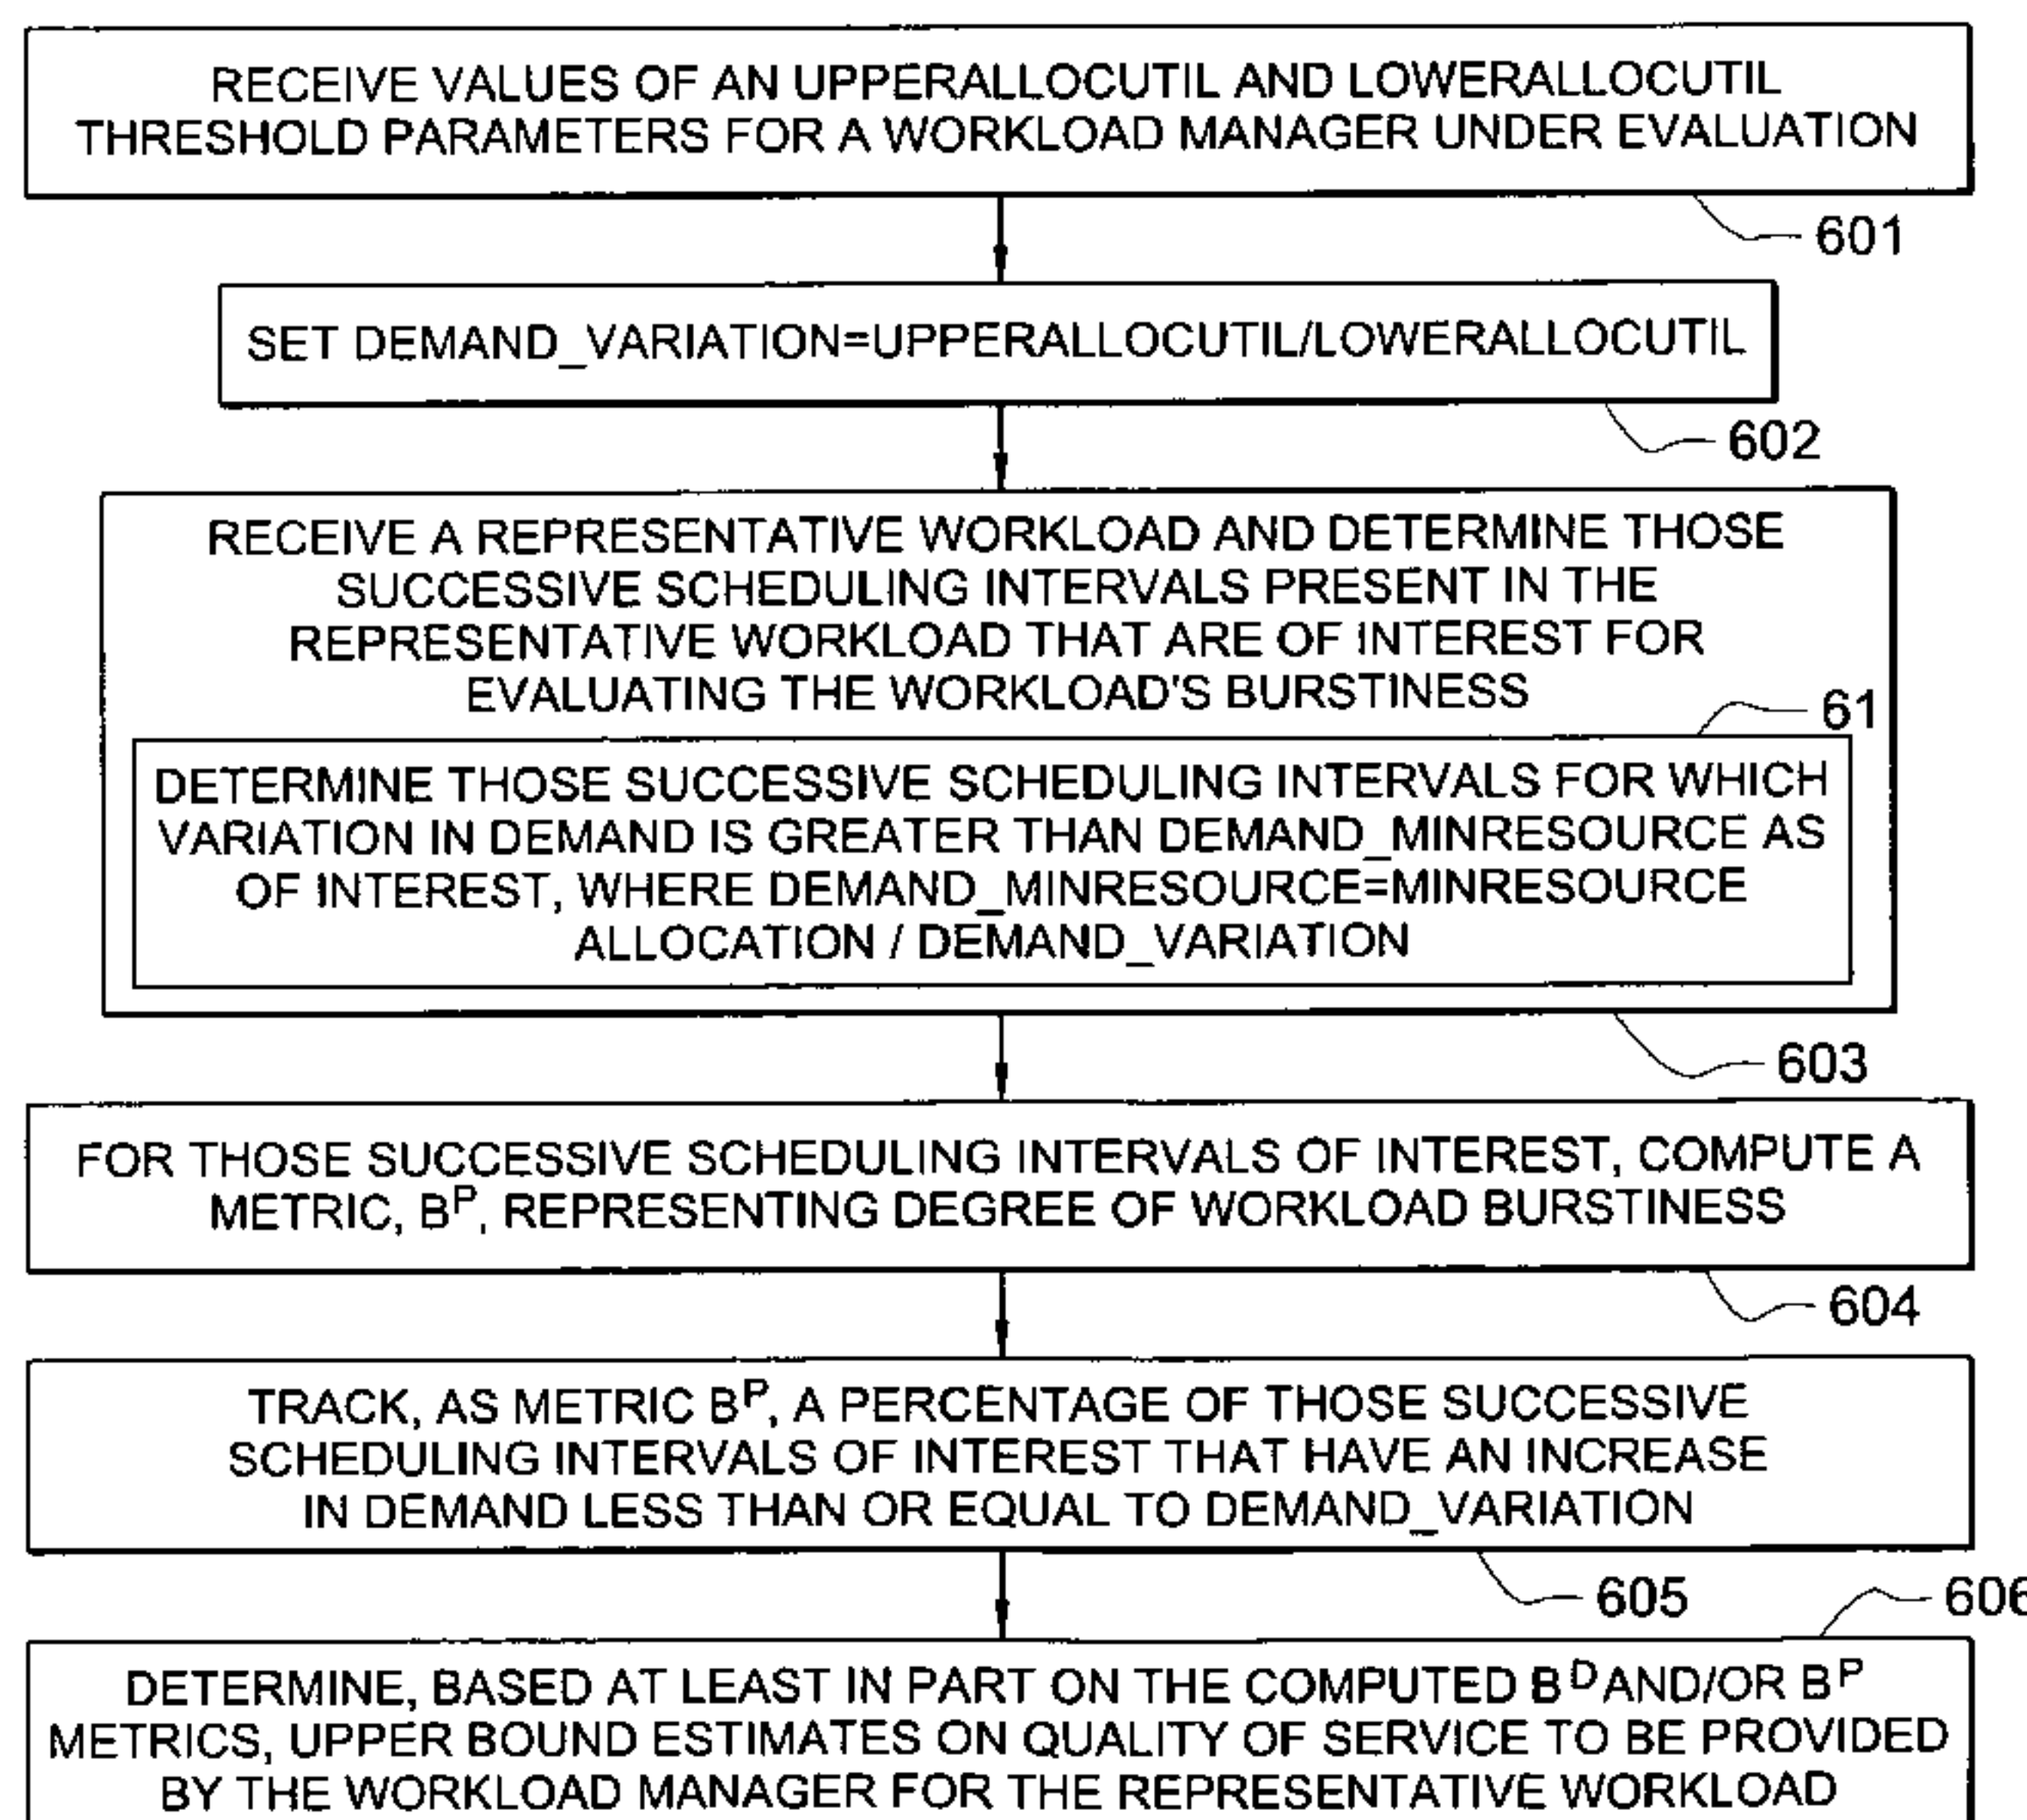 RECEIVE VALUES OF AN UPPERALLOCUTIL AND LOWERALLOCUTIL
THRESHOLD PARAMETERS FOR A WORKLOAD MANAGER UNDER EVALUATION
601
SET DEMAND_VARIATION=UPPERALLOCUTIL/LOWERALLOCUTIL
602
RECEIVE A REPRESENTATIVE WORKLOAD AND DETERMINE THOSE
SUCCESSIVE SCHEDULING INTERVALS PRESENT IN THE
REPRESENTATIVE WORKLOAD THAT ARE OF INTEREST FOR
EVALUATING THE WORKLOAD'S BURSTINESS
61
DETERMINE THOSE SUCCESSIVE SCHEDULING INTERVALS FOR WHICH
VARIATION IN DEMAND IS GREATER THAN DEMAND_MINRESOURCE AS
OF INTEREST, WHERE DEMAND_MINRESOURCE=MINRESOURCE
ALLOCATION / DEMAND_VARIATION
603
FOR THOSE SUCCESSIVE SCHEDULING INTERVALS OF INTEREST, COMPUTE A
METRIC, Bᴾ, REPRESENTING DEGREE OF WORKLOAD BURSTINESS
604
TRACK, AS METRIC Bᴾ, A PERCENTAGE OF THOSE SUCCESSIVE
SCHEDULING INTERVALS OF INTEREST THAT HAVE AN INCREASE
IN DEMAND LESS THAN OR EQUAL TO DEMAND_VARIATION
605
606
DETERMINE, BASED AT LEAST IN PART ON THE COMPUTED Bᴰ AND/OR Bᴾ
METRICS, UPPER BOUND ESTIMATES ON QUALITY OF SERVICE TO BE PROVIDED
BY THE WORKLOAD MANAGER FOR THE REPRESENTATIVE WORKLOAD